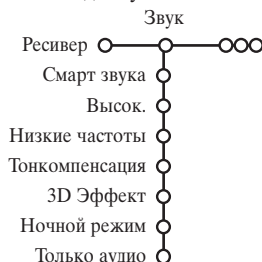 Звук
Ресивер
Смарт звука
Высок.
Низкие частоты
Тонкомпенсация
3D Эффект
Ночной режим
Только аудио